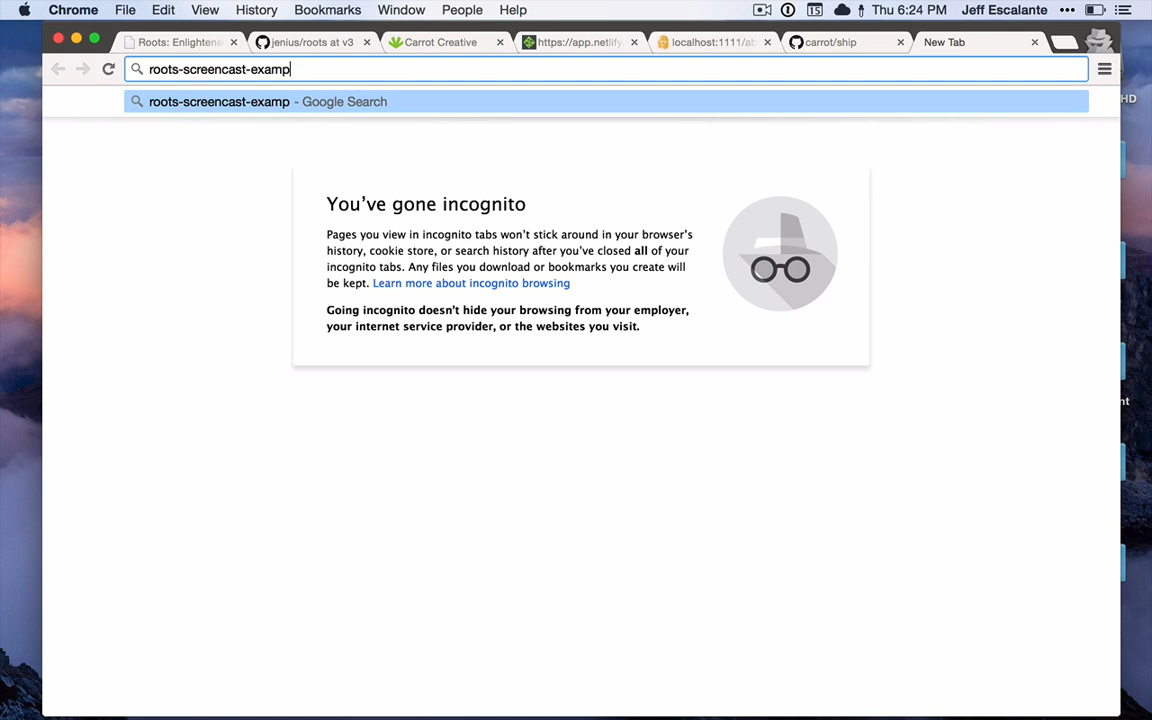 Chrome File Edit View History Bookmarks Window People Help 15 Thu 6:24 PM Jeff Escalante
Roots: Enlightene jenius/roots at v3 Carrot Creative https://app.netlify localhost:1111/ab carrot/ship New Tab
roots-screencast-examp
roots-screencast-examp - Google Search
HD
You've gone incognito
Pages you view in incognito tabs won't stick around in your browser's
history, cookie store, or search history after you've closed all of your
incognito tabs. Any files you download or bookmarks you create will
be kept. Learn more about incognito browsing
Going incognito doesn't hide your browsing from your employer,
your internet service provider, or the websites you visit.
nt